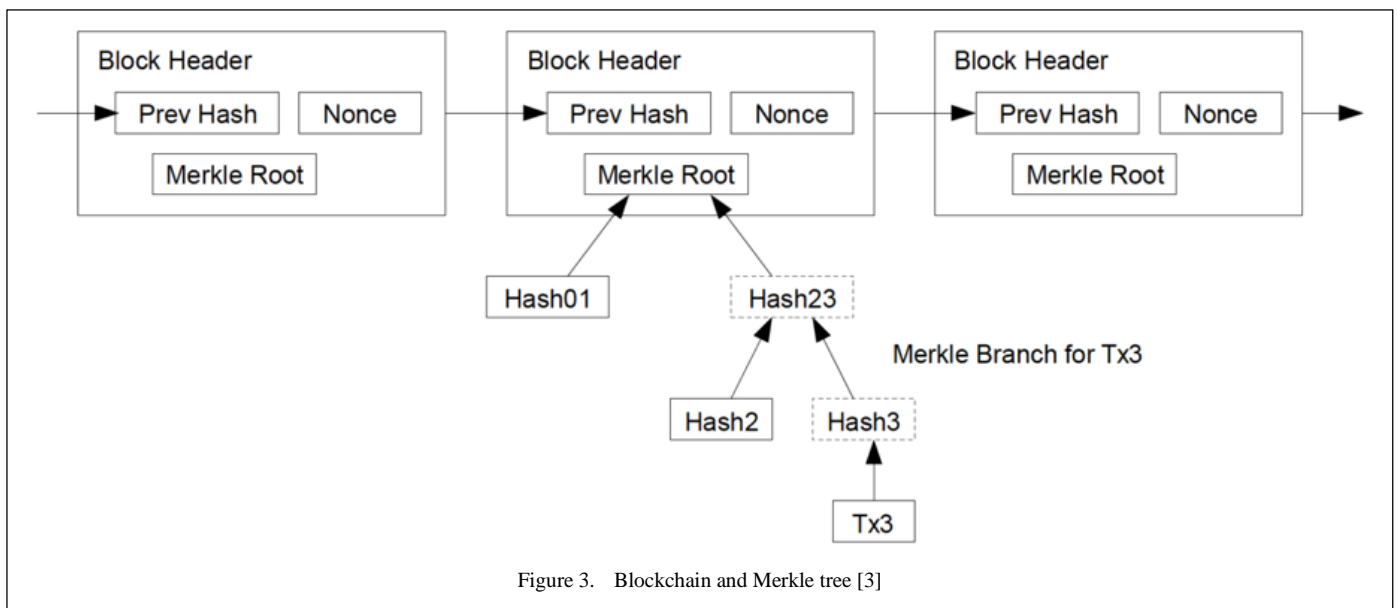 Block Header
Prev Hash
Nonce
Merkle Root
Block Header
Prev Hash
Nonce
Merkle Root
Block Header
Prev Hash
Nonce
Merkle Root
Hash01
Hash23
Merkle Branch for Tx3
Hash2
Hash3
Tx3
Figure 3. Blockchain and Merkle tree [3]